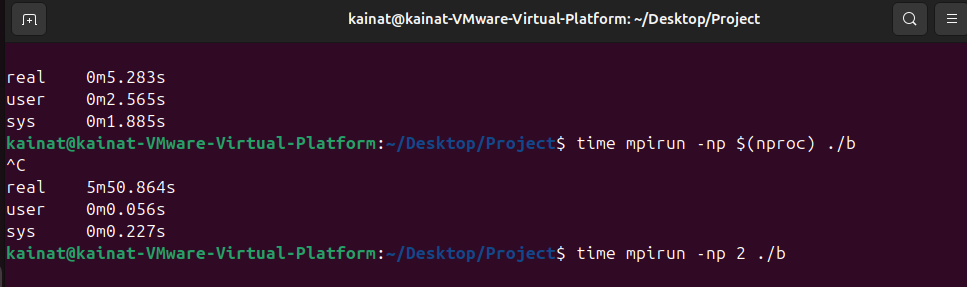 kainat@kainat-VMware-Virtual-Platform: ~/Desktop/Project
real    0m5.283s
user    0m2.565s
sys     0m1.885s
kainat@kainat-VMware-Virtual-Platform:~/Desktop/Project$ time mpirun -np $(nproc) ./b
^C
real    5m50.864s
user    0m0.056s
sys     0m0.227s
kainat@kainat-VMware-Virtual-Platform:~/Desktop/Project$ time mpirun -np 2 ./b